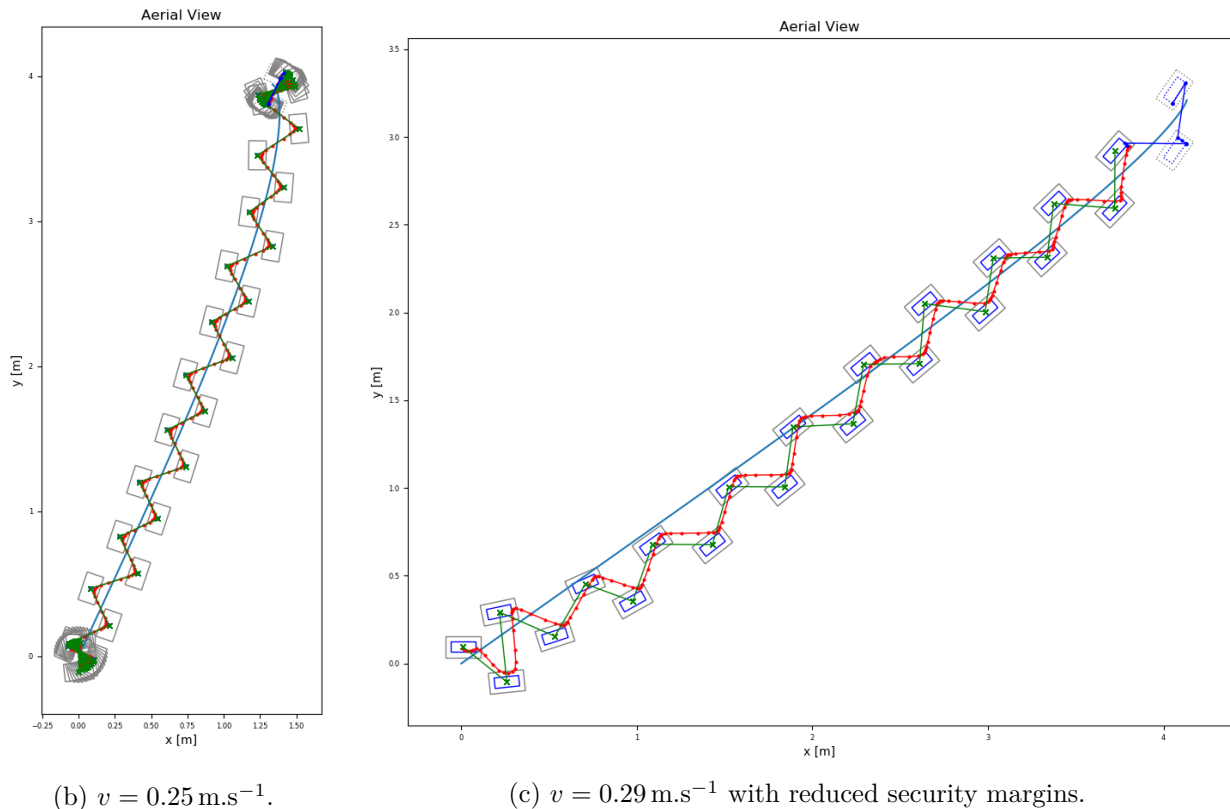 Aerial View
4
3
2
1
0
y [m]
−0.25 0.00 0.25 0.50 0.75 1.00 1.25 1.50
x [m]
(b) v = 0.25 m.s⁻¹.
Aerial View
3.5
3.0
2.5
2.0
1.5
1.0
0.5
0.0
y [m]
0 1 2 3 4
x [m]
(c) v = 0.29 m.s⁻¹ with reduced security margins.